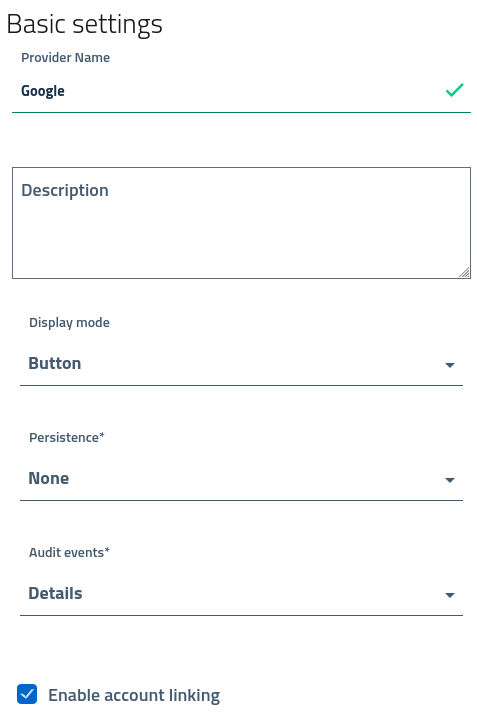 Basic settings
Provider Name
Google
Description
Display mode
Button
Persistence*
None
Audit events*
Details
Enable account linking